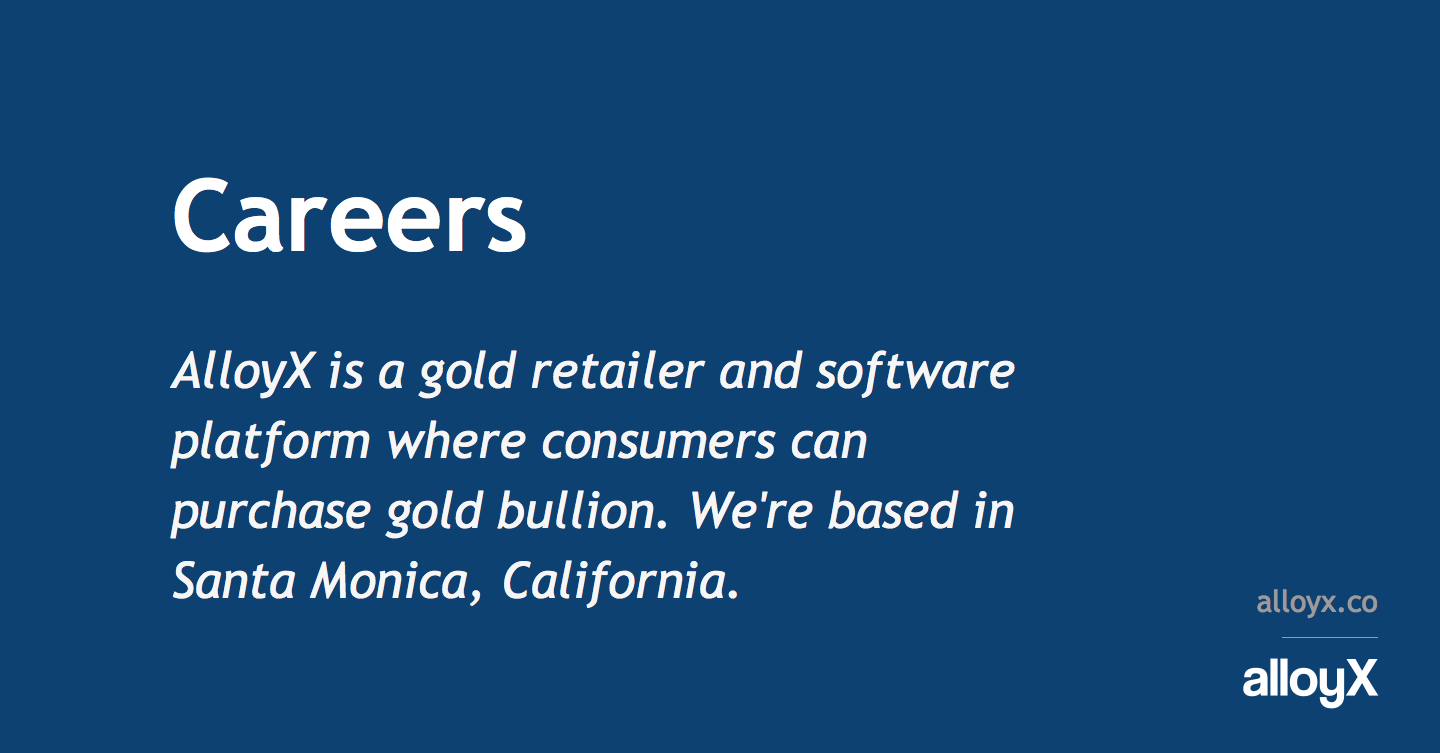 Careers
AlloyX is a gold retailer and software
platform where consumers can
purchase gold bullion. We're based in
Santa Monica, California.
alloyx.co
alloyX